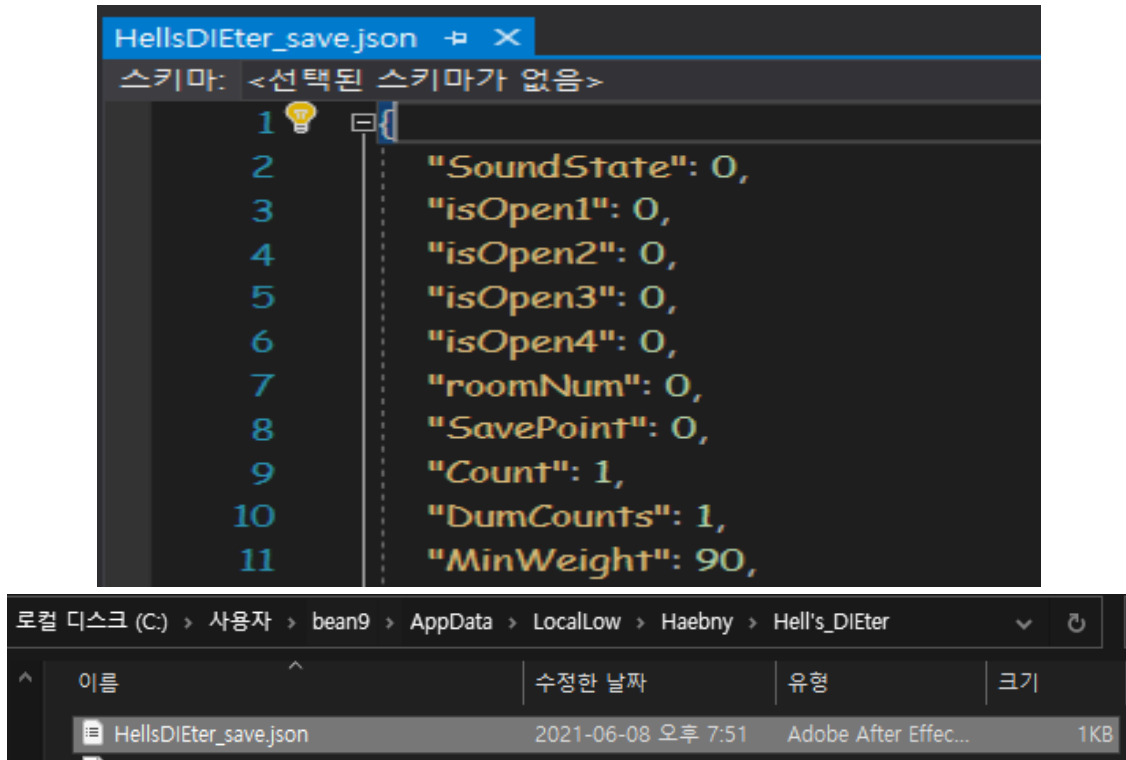 HellsDIEter_save.json
스키마: <선택된 스키마가 없음>
1 {
2 "SoundState": 0,
3 "isOpen1": 0,
4 "isOpen2": 0,
5 "isOpen3": 0,
6 "isOpen4": 0,
7 "roomNum": 0,
8 "SavePoint": 0,
9 "Count": 1,
10 "DumCounts": 1,
11 "MinWeight": 90,
로컬 디스크 (C:) > 사용자 > bean9 > AppData > LocalLow > Haebny > Hell's_DIEter
이름 수정한 날짜 유형 크기
HellsDIEter_save.json 2021-06-08 오후 7:51 Adobe After Effec... 1KB